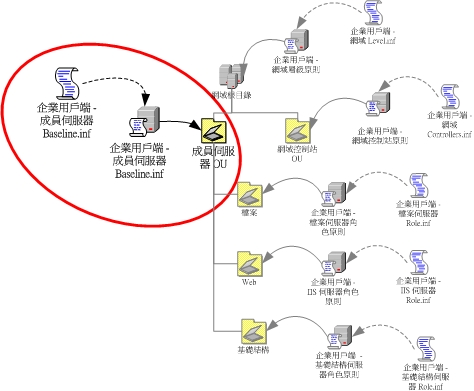 企業用戶端 -
網域 Level.inf
企業用戶端 -
網域層級原則
網域根目錄
企業用戶端 -
成員伺服器
Baseline.inf
企業用戶端 -
成員伺服器
Baseline.inf
成員伺服
器 OU
網域控制站
OU
企業用戶端 -
網域控制站原則
企業用戶端 -
網域
Controllers.inf
檔案
企業用戶端 -
檔案伺服器角
色原則
企業用戶端 -
檔案伺服器
Role.inf
Web
企業用戶端 -
IIS 伺服器角色
原則
企業用戶端 -
IIS 伺服器
Role.inf
基礎結構
企業用戶端 -
基礎結構伺服
器角色原則
企業用戶端 -
基礎結構伺服
器 Role.inf